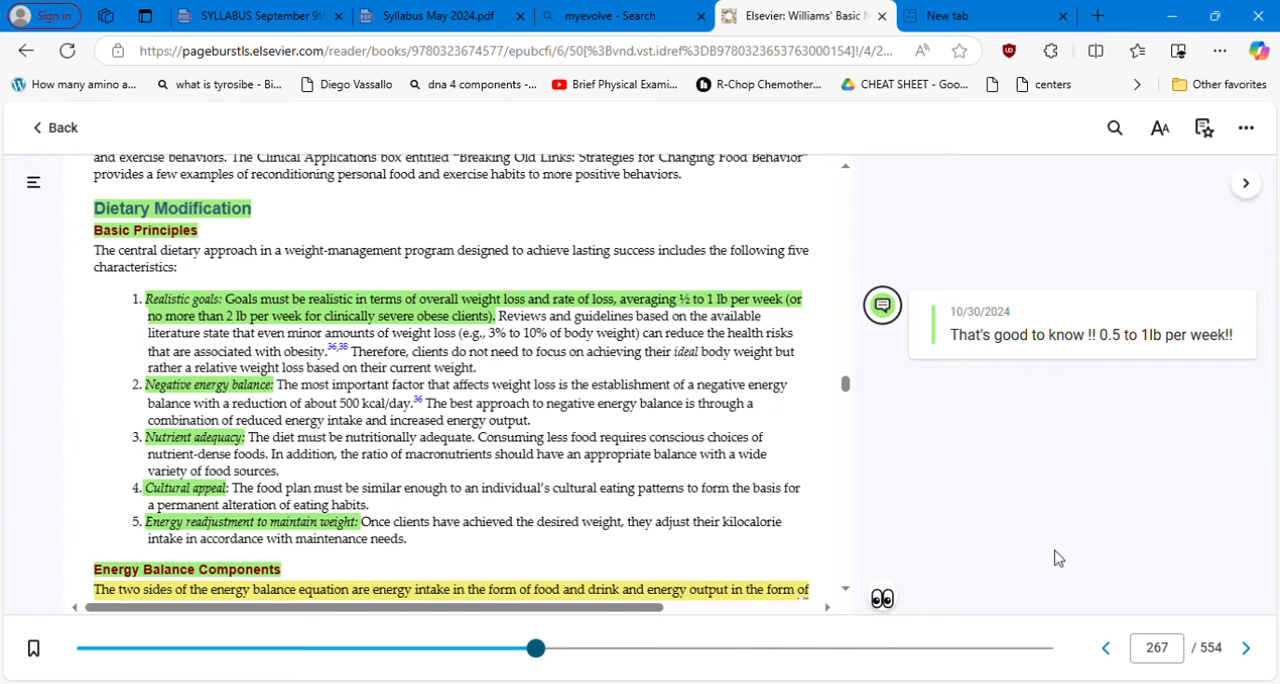 Sign in
SYLLABUS September 9t
Syllabus May 2024.pdf
myevolve - Search
Elsevier: Williams' Basic N
New tab
https://pageburstls.elsevier.com/reader/books/9780323674577/epubcfi/6/50[%3Bvnd.vst.idref%3DB9780323653763000154]!/4/2...
How many amino a...
what is tyrosibe - Bi...
Diego Vassallo
dna 4 components -...
Brief Physical Exami...
R-Chop Chemother...
CHEAT SHEET - Goo...
centers
Other favorites
Back
and exercise behaviors. The Clinical Applications box entitled “Breaking Old Links: Strategies for Changing Food Behavior”
provides a few examples of reconditioning personal food and exercise habits to more positive behaviors.
Dietary Modification
Basic Principles
The central dietary approach in a weight-management program designed to achieve lasting success includes the following five
characteristics:
1. Realistic goals: Goals must be realistic in terms of overall weight loss and rate of loss, averaging ½ to 1 lb per week (or
no more than 2 lb per week for clinically severe obese clients). Reviews and guidelines based on the available
literature state that even minor amounts of weight loss (e.g., 3% to 10% of body weight) can reduce the health risks
that are associated with obesity.36,38 Therefore, clients do not need to focus on achieving their ideal body weight but
rather a relative weight loss based on their current weight.
2. Negative energy balance: The most important factor that affects weight loss is the establishment of a negative energy
balance with a reduction of about 500 kcal/day.36 The best approach to negative energy balance is through a
combination of reduced energy intake and increased energy output.
3. Nutrient adequacy: The diet must be nutritionally adequate. Consuming less food requires conscious choices of
nutrient-dense foods. In addition, the ratio of macronutrients should have an appropriate balance with a wide
variety of food sources.
4. Cultural appeal: The food plan must be similar enough to an individual’s cultural eating patterns to form the basis for
a permanent alteration of eating habits.
5. Energy readjustment to maintain weight: Once clients have achieved the desired weight, they adjust their kilocalorie
intake in accordance with maintenance needs.
Energy Balance Components
The two sides of the energy balance equation are energy intake in the form of food and drink and energy output in the form of
10/30/2024
That's good to know !! 0.5 to 1lb per week!!
267 / 554